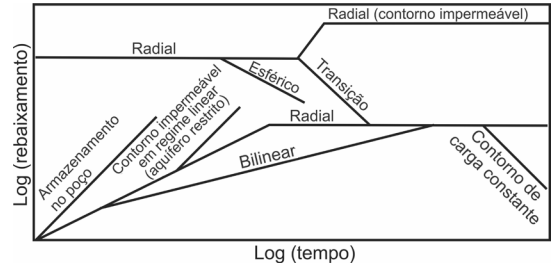 Radial (contorno impermeável)
Radial
Esférico
Transição
Contorno impermeável
em regime linear
(aquífero restrito)
Armazenamento
no poço
Radial
Bilinear
Contorno de
carga constante
Log (rebaixamento)
Log (tempo)